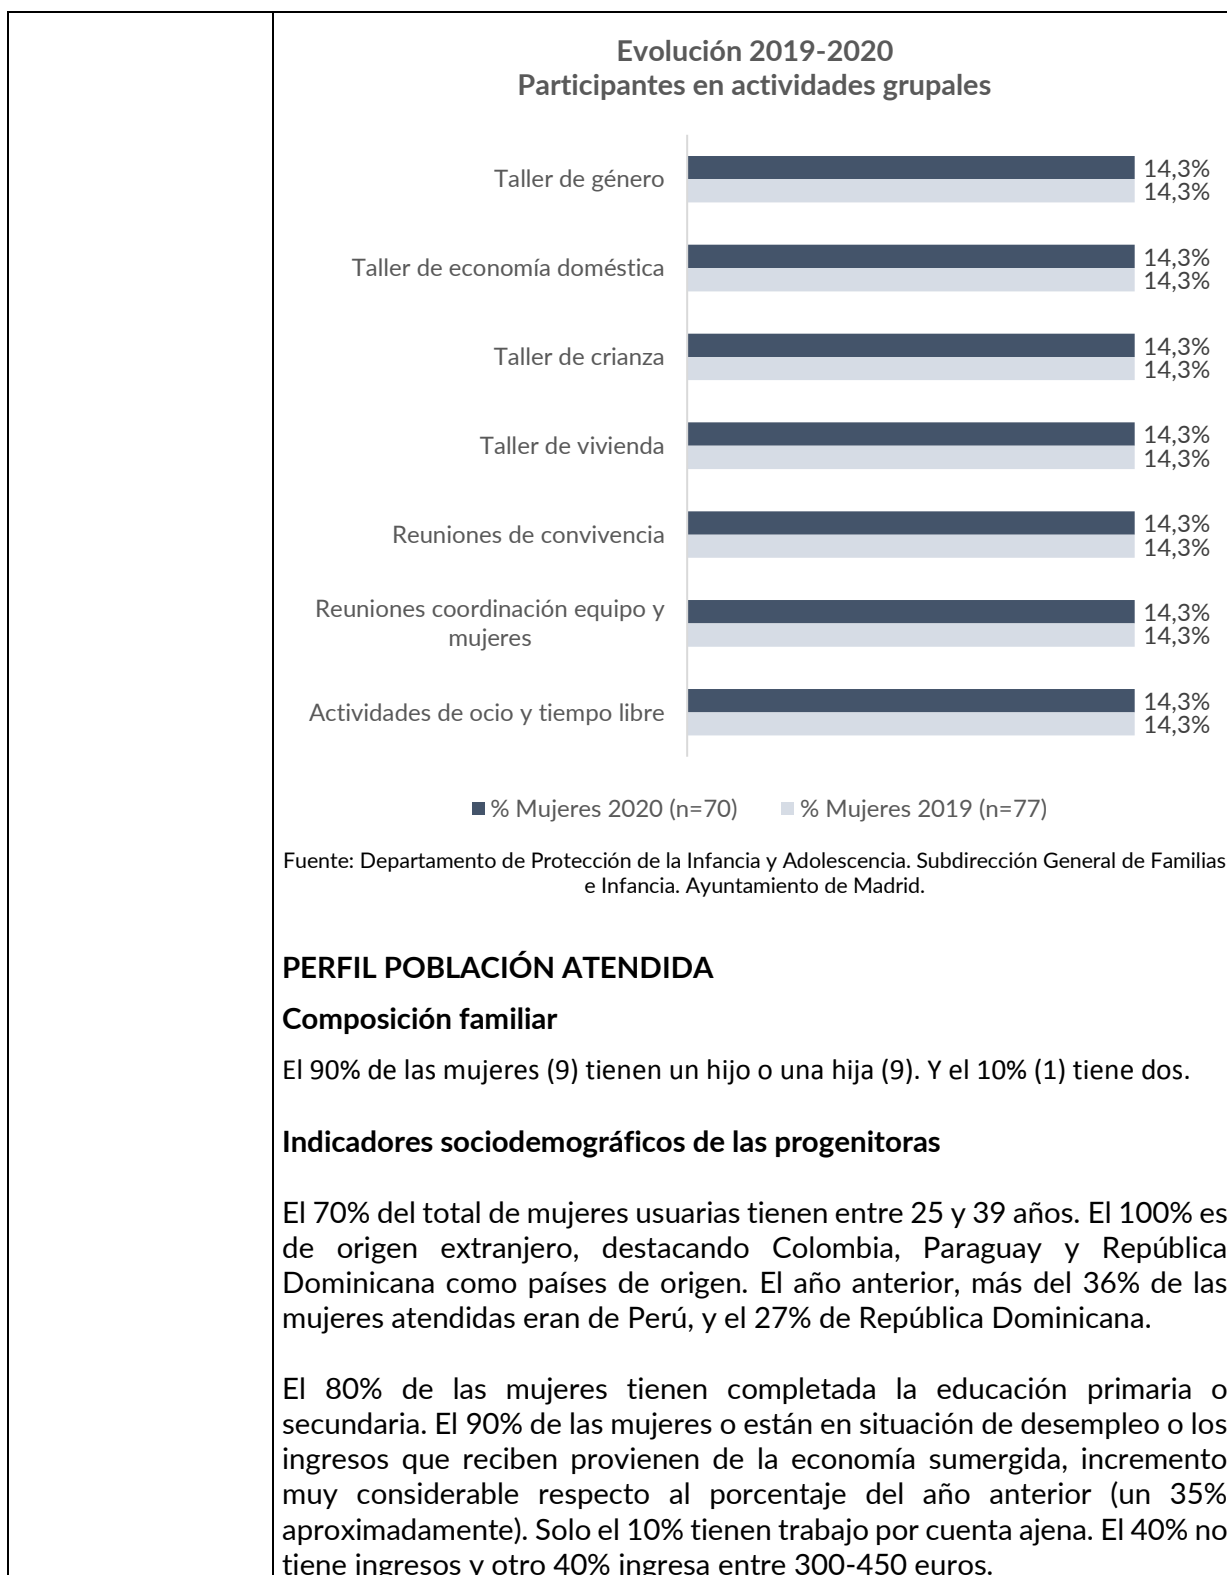 Evolución 2019-2020
Participantes en actividades grupales
Taller de género
14,3%
14,3%
Taller de economía doméstica
14,3%
14,3%
Taller de crianza
14,3%
14,3%
Taller de vivienda
14,3%
14,3%
Reuniones de convivencia
14,3%
14,3%
Reuniones coordinación equipo y
mujeres
14,3%
14,3%
Actividades de ocio y tiempo libre
14,3%
14,3%
% Mujeres 2020 (n=70) % Mujeres 2019 (n=77)
Fuente: Departamento de Protección de la Infancia y Adolescencia. Subdirección General de Familias
e Infancia. Ayuntamiento de Madrid.
PERFIL POBLACIÓN ATENDIDA
Composición familiar
El 90% de las mujeres (9) tienen un hijo o una hija (9). Y el 10% (1) tiene dos.
Indicadores sociodemográficos de las progenitoras
El 70% del total de mujeres usuarias tienen entre 25 y 39 años. El 100% es
de origen extranjero, destacando Colombia, Paraguay y República
Dominicana como países de origen. El año anterior, más del 36% de las
mujeres atendidas eran de Perú, y el 27% de República Dominicana.
El 80% de las mujeres tienen completada la educación primaria o
secundaria. El 90% de las mujeres o están en situación de desempleo o los
ingresos que reciben provienen de la economía sumergida, incremento
muy considerable respecto al porcentaje del año anterior (un 35%
aproximadamente). Solo el 10% tienen trabajo por cuenta ajena. El 40% no
tiene ingresos y otro 40% ingresa entre 300-450 euros.